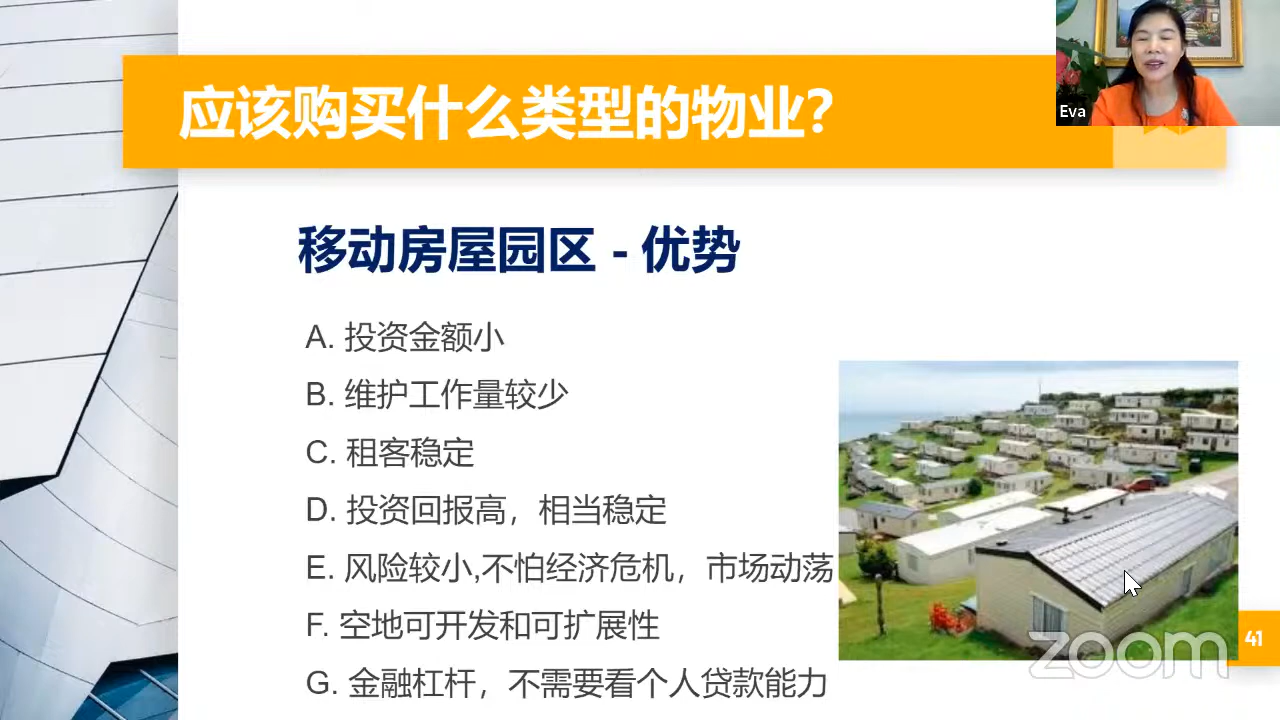 应该购买什么类型的物业?
Eva
移动房屋园区 - 优势
A. 投资金额小
B. 维护工作量较少
C. 租客稳定
D. 投资回报高，相当稳定
E. 风险较小,不怕经济危机，市场动荡
F. 空地可开发和可扩展性
G. 金融杠杆，不需要看个人贷款能力
41
zoom